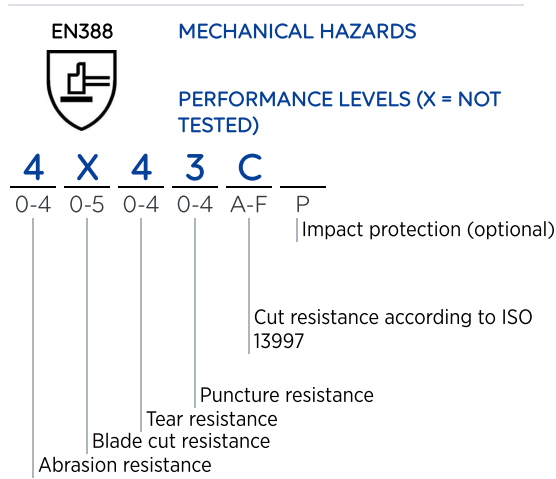 EN388
MECHANICAL HAZARDS
PERFORMANCE LEVELS (X = NOT
TESTED)
4 X 4 3 C
0-4 0-5 0-4 0-4 A-F P
Impact protection (optional)
Cut resistance according to ISO
13997
Puncture resistance
Tear resistance
Blade cut resistance
Abrasion resistance